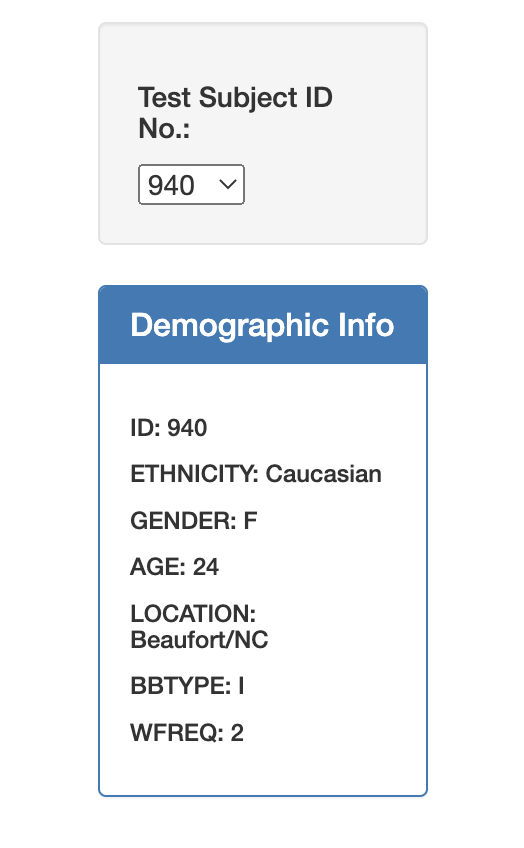 Test Subject ID
No.:
940
Demographic Info
ID: 940
ETHNICITY: Caucasian
GENDER: F
AGE: 24
LOCATION:
Beaufort/NC
BBTYPE: I
WFREQ: 2